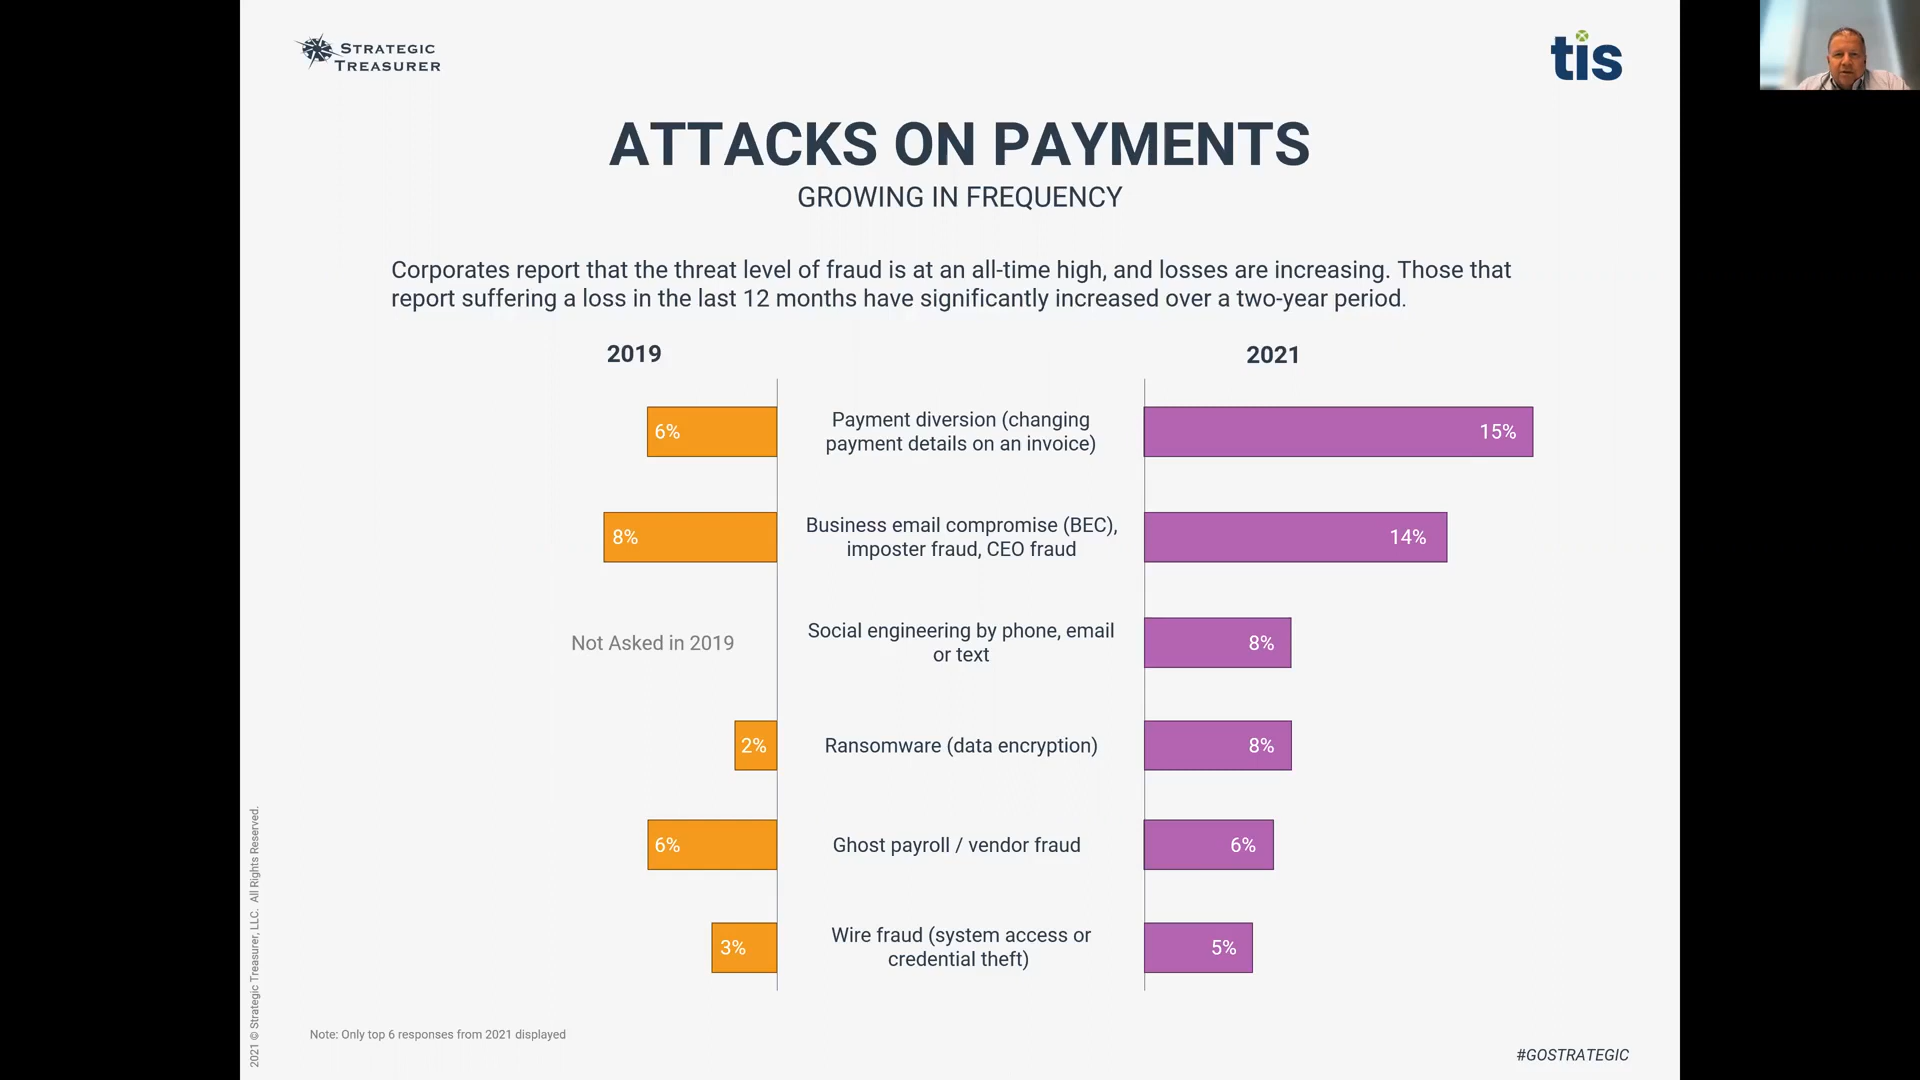 STRATEGIC
TREASURER
tis
ATTACKS ON PAYMENTS
GROWING IN FREQUENCY
Corporates report that the threat level of fraud is at an all-time high, and losses are increasing. Those that
report suffering a loss in the last 12 months have significantly increased over a two-year period.
2019
2021
6%
Payment diversion (changing
payment details on an invoice)
15%
8%
Business email compromise (BEC),
imposter fraud, CEO fraud
14%
Not Asked in 2019
Social engineering by phone, email
or text
8%
2%
Ransomware (data encryption)
8%
6%
Ghost payroll / vendor fraud
6%
3%
Wire fraud (system access or
credential theft)
5%
2021 © Strategic Treasurer, LLC. All Rights Reserved.
Note: Only top 6 responses from 2021 displayed
#GOSTRATEGIC